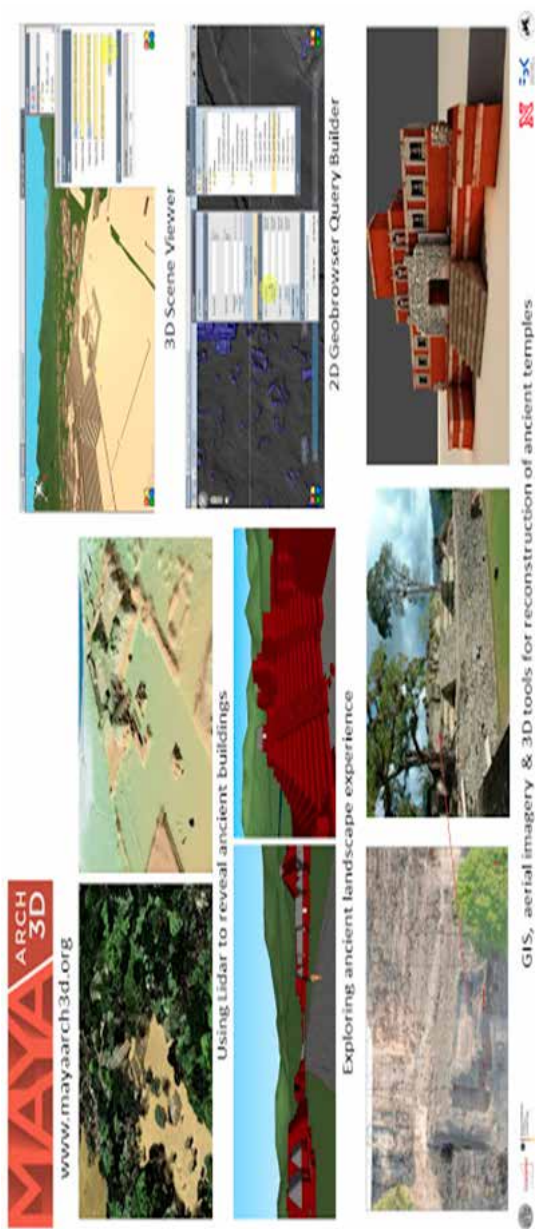 MAYA ARCH 3D
www.mayaarch3d.org
Using Lidar to reveal ancient buildings
Exploring ancient landscape experience
3D Scene Viewer
2D Geobrowser Query Builder
GIS, aerial imagery & 3D tools for reconstruction of ancient temples